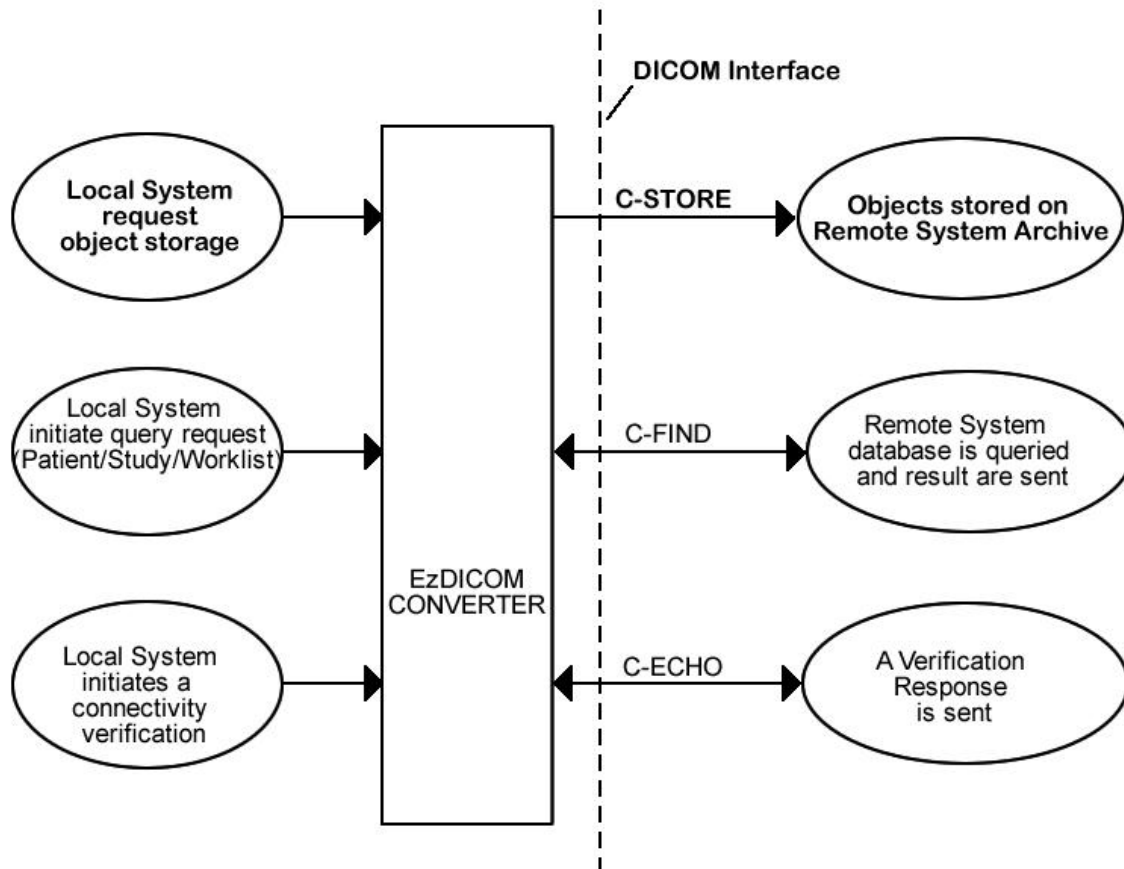 DICOM Interface
Local System
request
object storage
C-STORE
Objects stored on
Remote System Archive
Local System
initiate query request
(Patient/Study/Worklist)
C-FIND
Remote System
database is queried
and result are sent
EzDICOM
CONVERTER
Local System
initiates a
connectivity
verification
C-ECHO
A Verification
Response
is sent